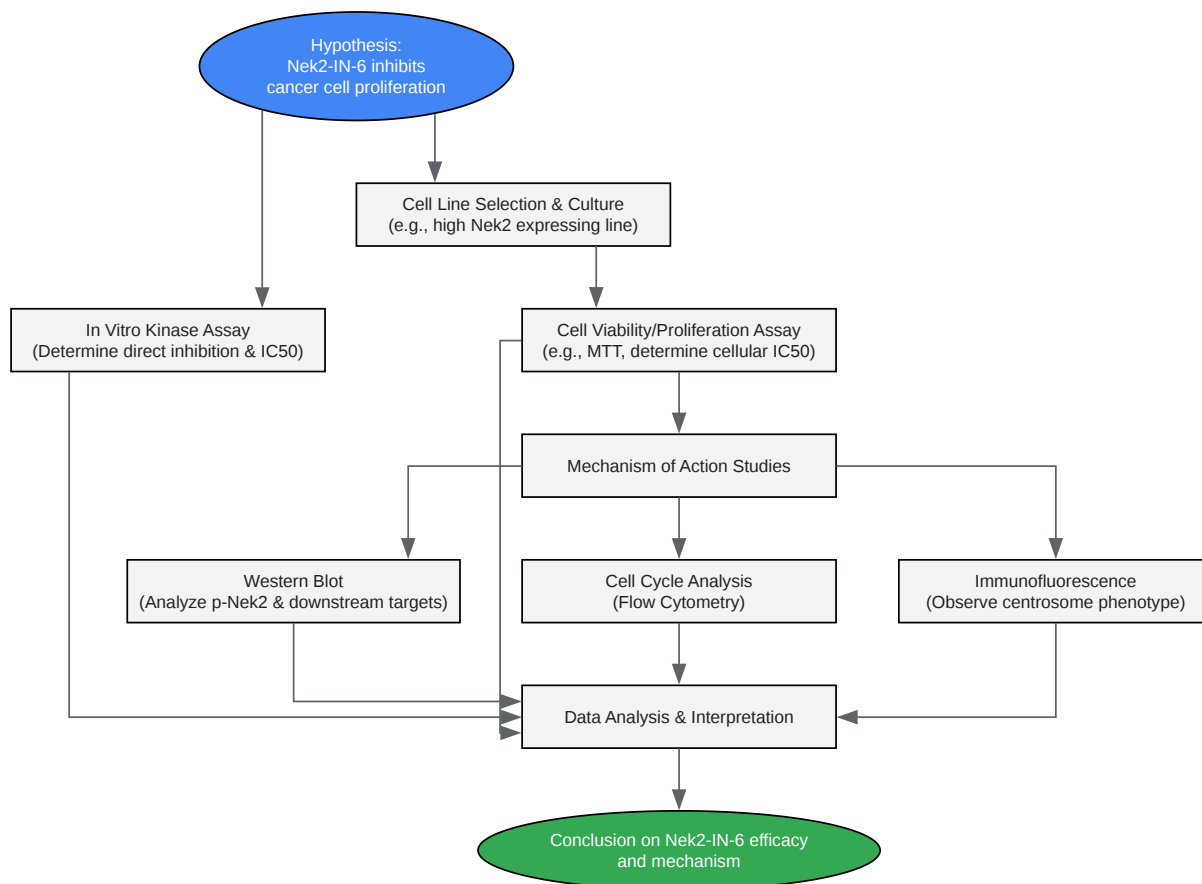 Hypothesis:
Nek2-IN-6 inhibits
cancer cell proliferation
Cell Line Selection & Culture
(e.g., high Nek2 expressing line)
In Vitro Kinase Assay
(Determine direct inhibition & IC50)
Cell Viability/Proliferation Assay
(e.g., MTT, determine cellular IC50)
Mechanism of Action Studies
Western Blot
(Analyze p-Nek2 & downstream targets)
Cell Cycle Analysis
(Flow Cytometry)
Immunofluorescence
(Observe centrosome phenotype)
Data Analysis & Interpretation
Conclusion on Nek2-IN-6 efficacy
and mechanism